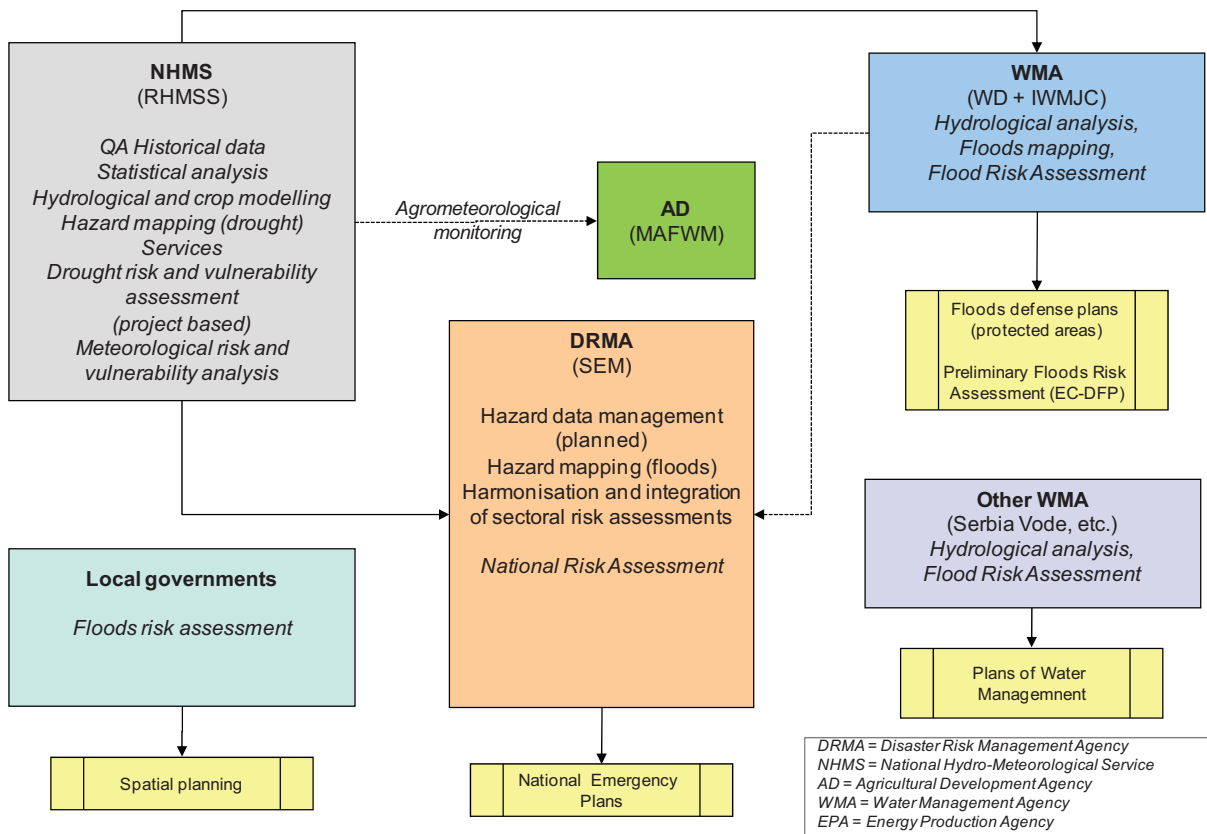 NHMS
(RHMSS)
QA Historical data
Statistical analysis
Hydrological and crop modelling
Hazard mapping (drought)
Services
Drought risk and vulnerability
assessment
(project based)
Meteorological risk and
vulnerability analysis
Agrometeorological
monitoring
AD
(MAFWM)
WMA
(WD + IWMJC)
Hydrological analysis,
Floods mapping,
Flood Risk Assessment
Floods defense plans
(protected areas)
Preliminary Floods Risk
Assessment (EC-DFP)
DRMA
(SEM)
Hazard data management
(planned)
Hazard mapping (floods)
Harmonisation and integration
of sectoral risk assessments
National Risk Assessment
Other WMA
(Serbia Vode, etc.)
Hydrological analysis,
Flood Risk Assessment
Local governments
Floods risk assessment
Plans of Water
Managemnent
Spatial planning
National Emergency
Plans
DRMA = Disaster Risk Management Agency
NHMS = National Hydro-Meteorological Service
AD = Agricultural Development Agency
WMA = Water Management Agency
EPA = Energy Production Agency